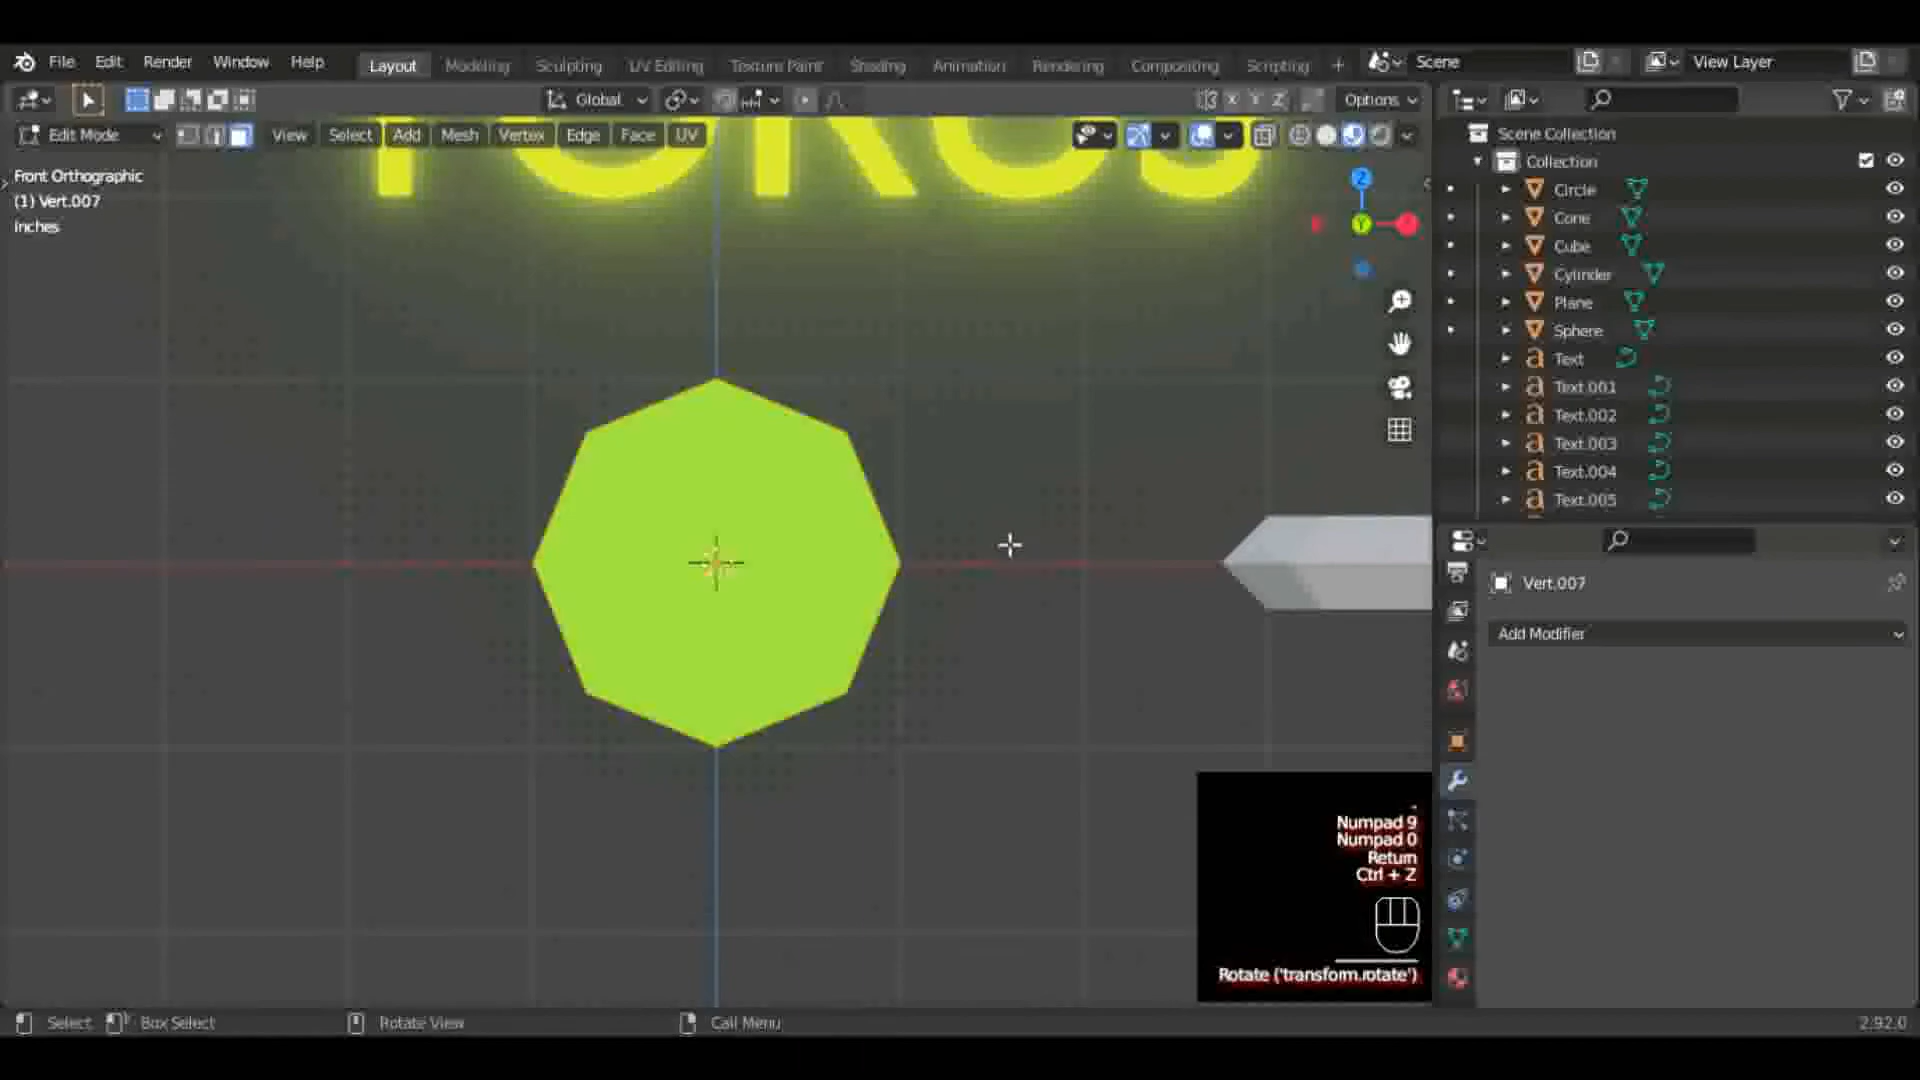 File Edit Render Window Help Layout Modeling Sculpting UV Editing Texture Paint Shading Animation Rendering Compositing Scripting + Scene View Layer
Global Options
X Y Z
Edit Mode View Select Add Mesh Vertex Edge Face UV
TORUS
Front Orthographic
(1) Vert.007
Inches
Z
Y
Scene Collection
Collection
Circle
Cone
Cube
Cylinder
Plane
Sphere
Text
Text.001
Text.002
Text.003
Text.004
Text.005
Vert.007
Add Modifier
Numpad 9
Numpad 0
Return
Ctrl + Z
Rotate ('transform.rotate')
Select Box Select Rotate View Call Menu 2.92.0